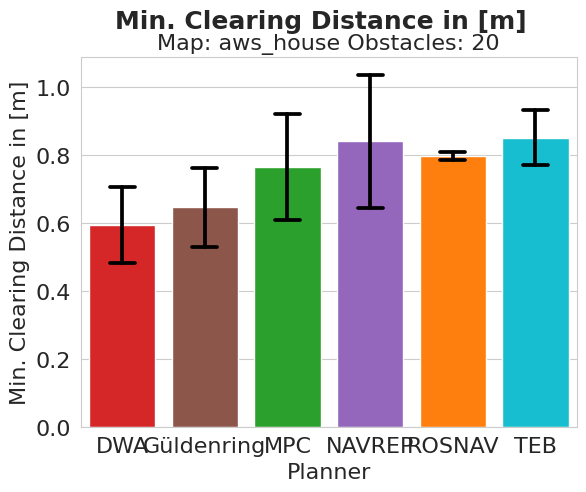 Min. Clearing Distance in [m]
Map: aws_house Obstacles: 20
Min. Clearing Distance in [m]
1.0
0.8
0.6
0.4
0.2
0.0
DWA Güldenring MPC NAVREP ROSNAV TEB
Planner